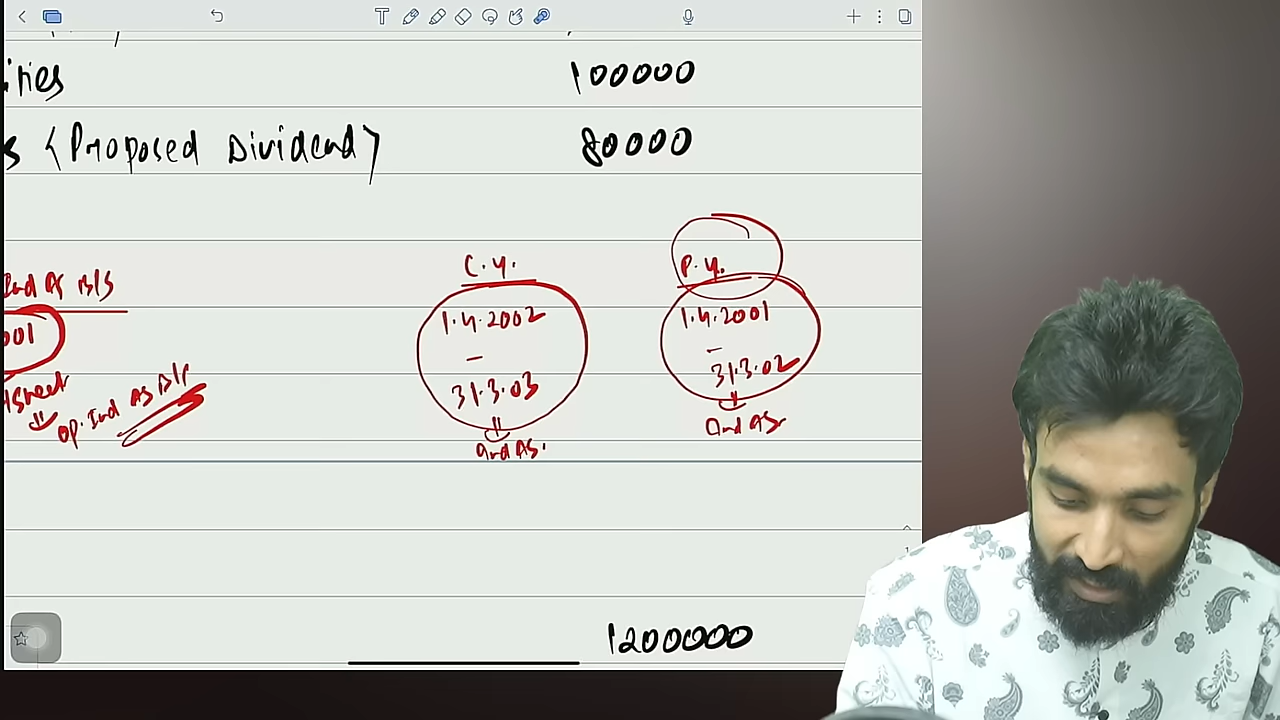 ities 100000
s {Proposed Dividend} 80000
Ind As B/S
001
sheet
op. Ind As B/s
C.Y.
1.4.2002
–
31.3.03
Ind As.
P.Y.
1.4.2001
–
31.3.02
Ind As
1200000